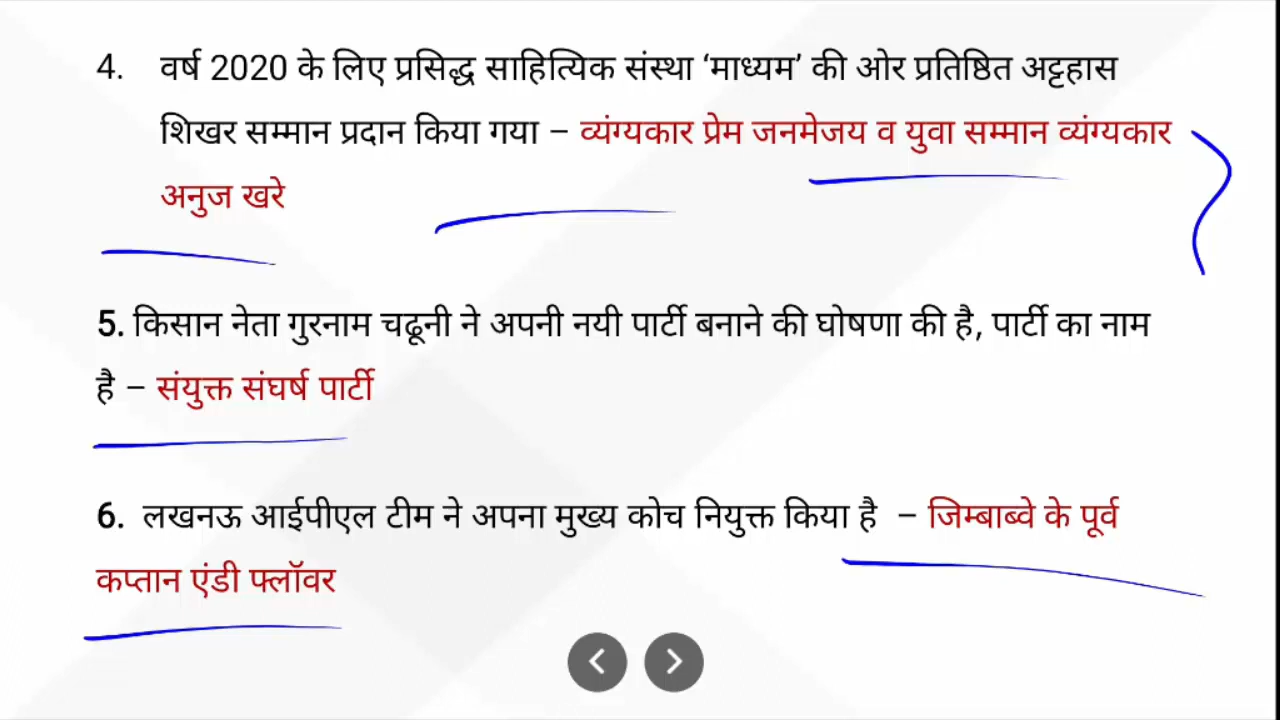 4. वर्ष 2020 के लिए प्रसिद्ध साहित्यिक संस्था ‘माध्यम’ की ओर प्रतिष्ठित अट्टहास
शिखर सम्मान प्रदान किया गया – व्यंग्यकार प्रेम जनमेजय व युवा सम्मान व्यंग्यकार
अनुज खरे
5. किसान नेता गुरनाम चढूनी ने अपनी नयी पार्टी बनाने की घोषणा की है, पार्टी का नाम
है – संयुक्त संघर्ष पार्टी
6. लखनऊ आईपीएल टीम ने अपना मुख्य कोच नियुक्त किया है – जिम्बाब्वे के पूर्व
कप्तान एंडी फ्लॉवर